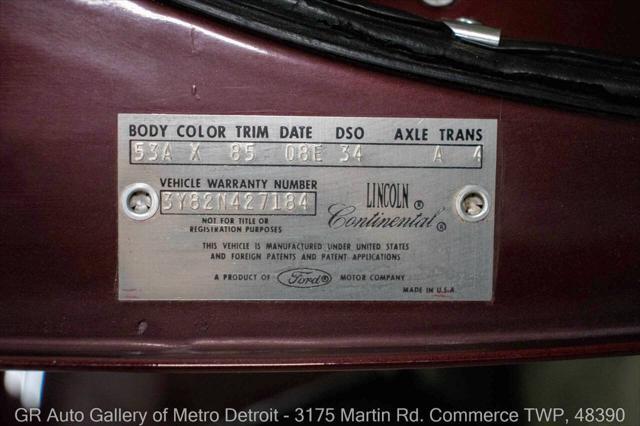 BODY COLOR TRIM DATE DSO AXLE TRANS
53A X 85 08E 34 A 4
VEHICLE WARRANTY NUMBER
3Y82N427184
NOT FOR TITLE OR
REGISTRATION PURPOSES
LINCOLN®
Continental®
THIS VEHICLE IS MANUFACTURED UNDER UNITED STATES
AND FOREIGN PATENTS AND PATENT APPLICATIONS
A PRODUCT OF Ford® MOTOR COMPANY
MADE IN U.S.A.
GR Auto Gallery of Metro Detroit - 3175 Martin Rd. Commerce TWP, 48390